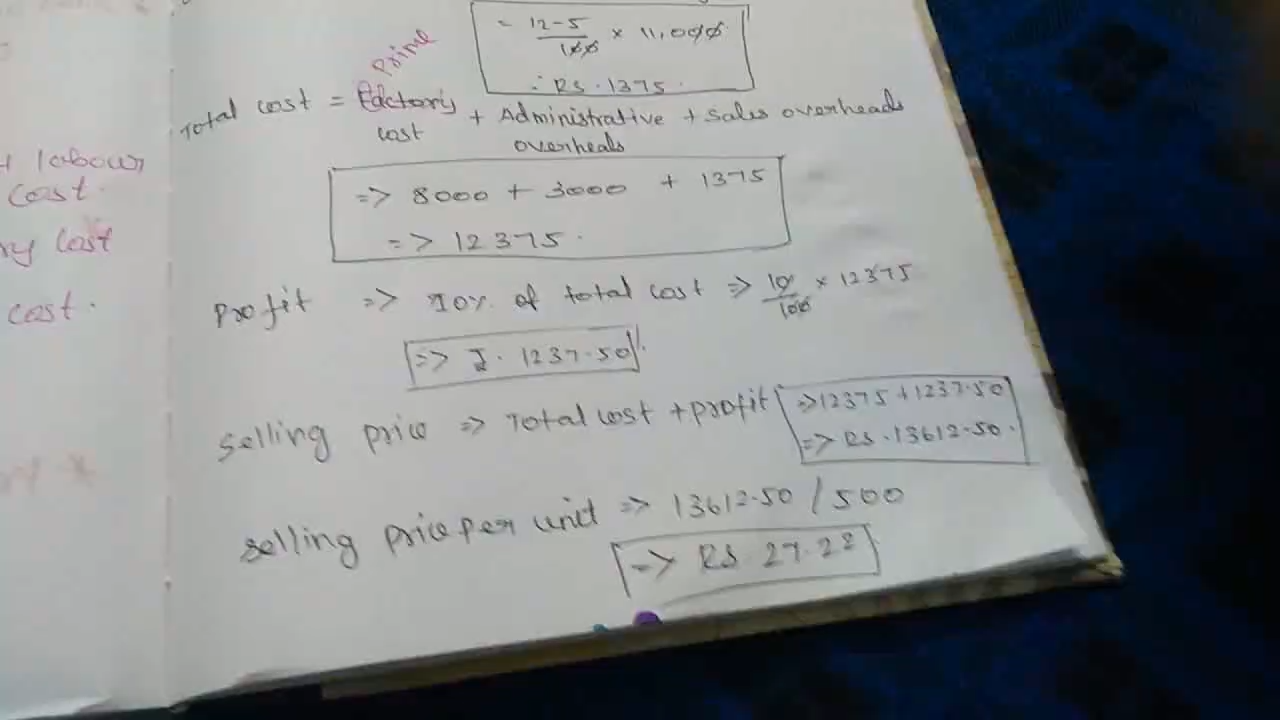 = 12-5/100 × 11,000
∴ Rs. 1375.
Prime
Total cost = Factory cost + Administrative overheals + Sales overheads
=> 8000 + 3000 + 1375
=> 12375.
Profit => 10% of total cost => 10/100 × 12375
=> I. 1237.50
selling price => Total cost + profit => 12375 + 1237.50
=> Rs. 13612.50.
selling price per unit => 13612.50 / 500
=> Rs. 27.22
labour
cost.
ry cost
cost.